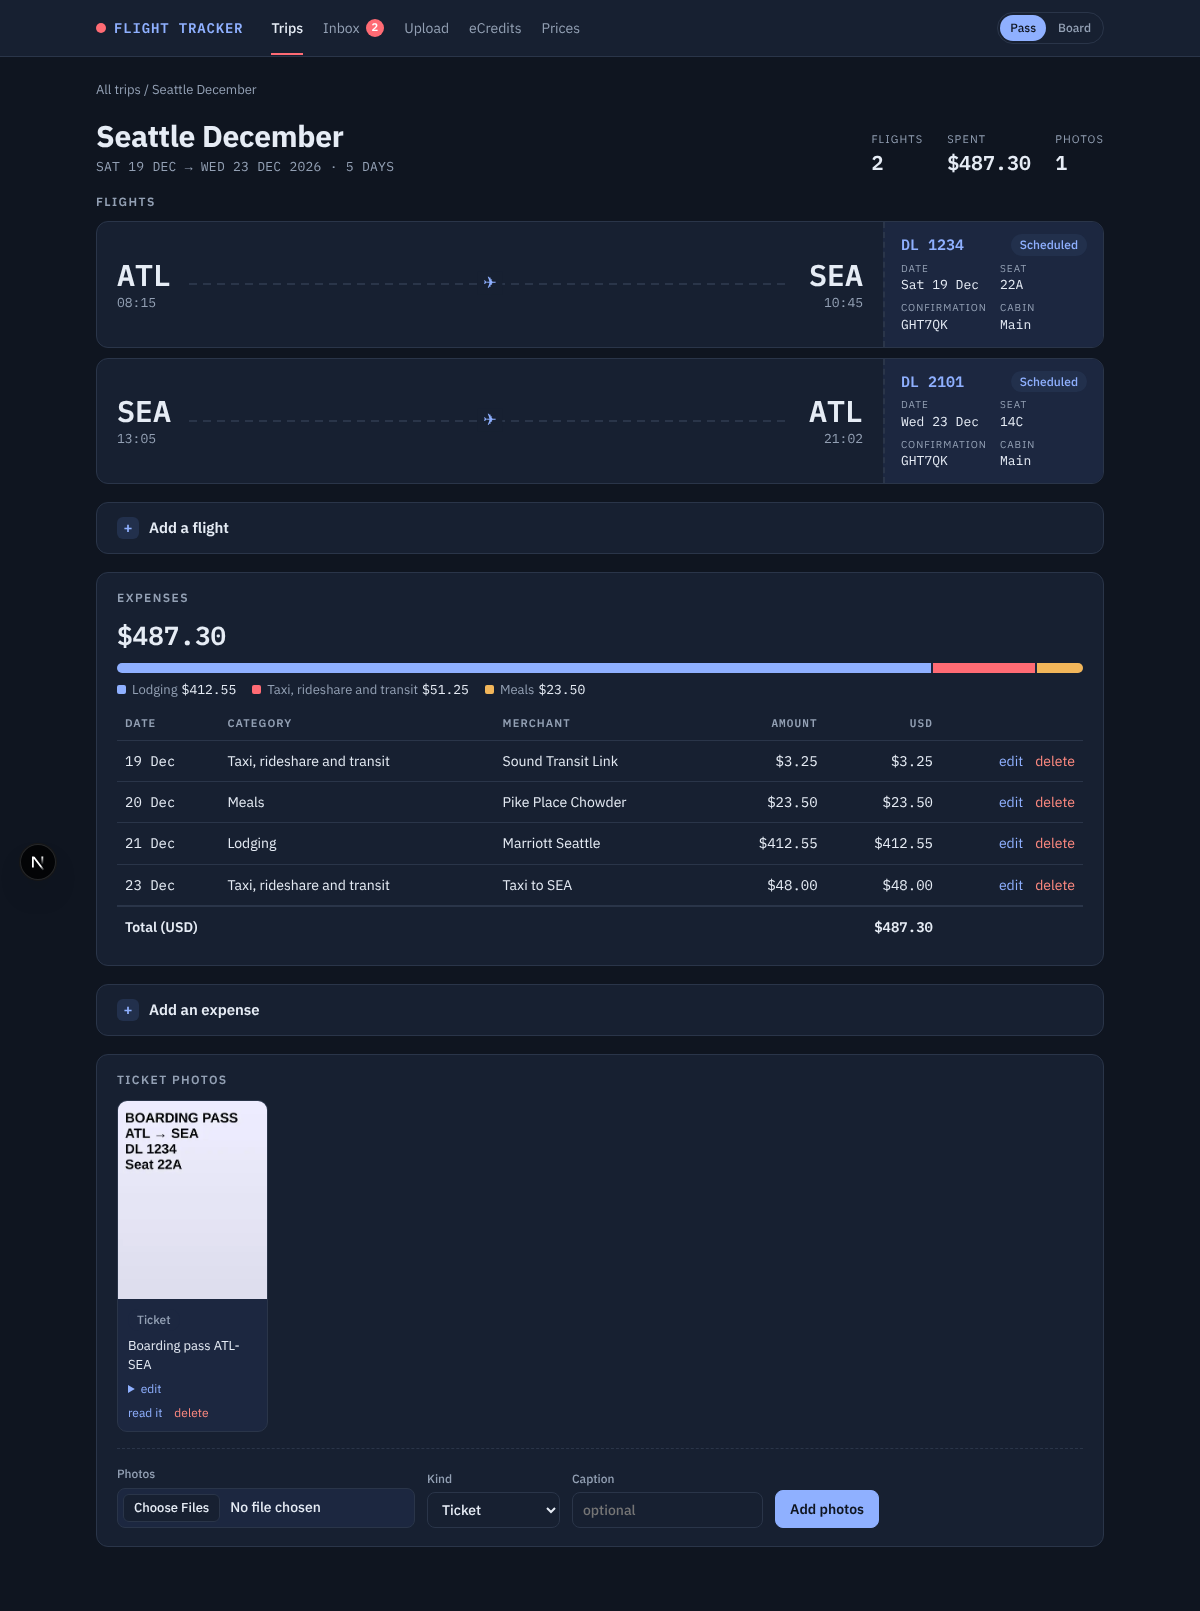 FLIGHT TRACKER Trips Inbox 2 Upload eCredits Prices Pass Board
All trips / Seattle December
Seattle December
SAT 19 DEC → WED 23 DEC 2026 · 5 DAYS
FLIGHTS SPENT PHOTOS
2 $487.30 1
FLIGHTS
ATL SEA
08:15 10:45
DL 1234 Scheduled
DATE SEAT
Sat 19 Dec 22A
CONFIRMATION CABIN
GHT7QK Main
SEA ATL
13:05 21:02
DL 2101 Scheduled
DATE SEAT
Wed 23 Dec 14C
CONFIRMATION CABIN
GHT7QK Main
+ Add a flight
EXPENSES
$487.30
Lodging $412.55 Taxi, rideshare and transit $51.25 Meals $23.50
DATE CATEGORY MERCHANT AMOUNT USD
19 Dec Taxi, rideshare and transit Sound Transit Link $3.25 $3.25 edit delete
20 Dec Meals Pike Place Chowder $23.50 $23.50 edit delete
21 Dec Lodging Marriott Seattle $412.55 $412.55 edit delete
23 Dec Taxi, rideshare and transit Taxi to SEA $48.00 $48.00 edit delete
Total (USD) $487.30
+ Add an expense
TICKET PHOTOS
BOARDING PASS
ATL → SEA
DL 1234
Seat 22A
Ticket
Boarding pass ATL-
SEA
edit
read it delete
Photos Kind Caption
Choose Files No file chosen Ticket optional Add photos
N